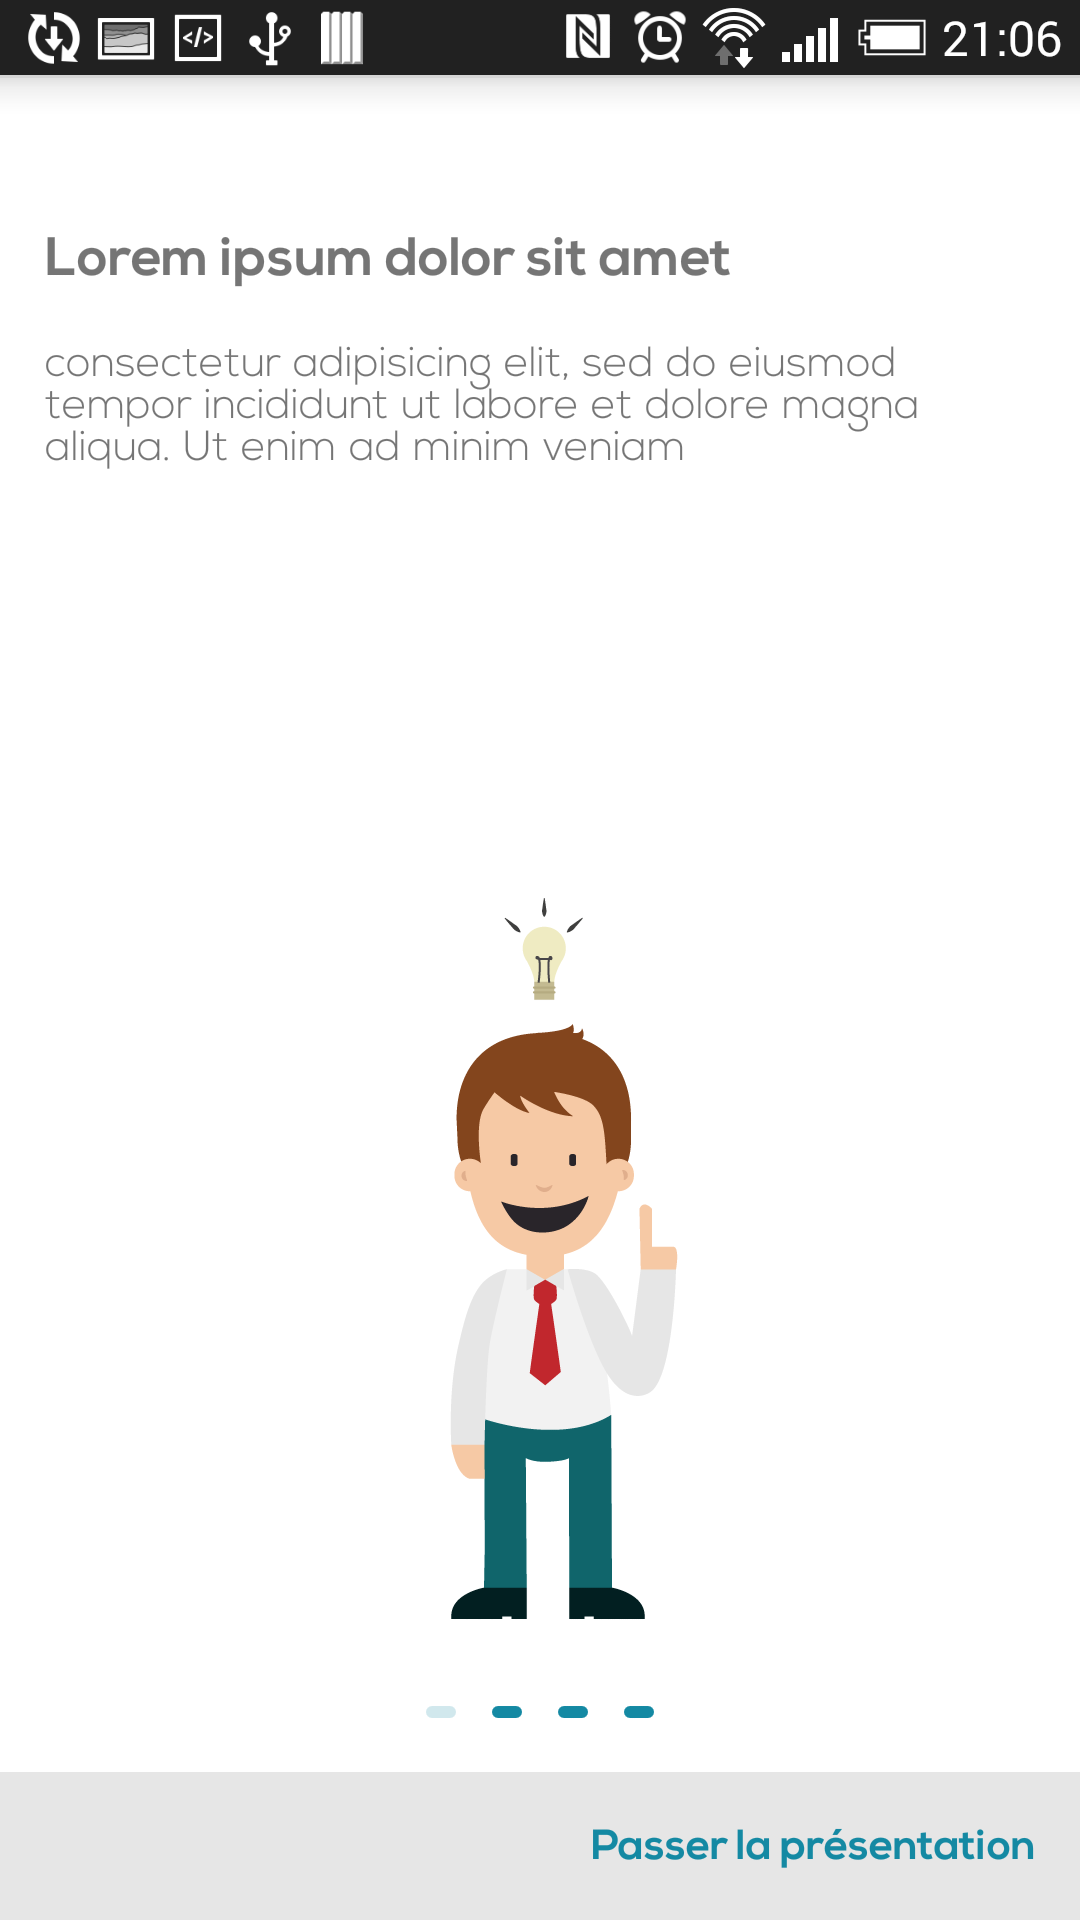 21:06
Lorem ipsum dolor sit amet
consectetur adipisicing elit, sed do eiusmod
tempor incididunt ut labore et dolore magna
aliqua. Ut enim ad minim veniam
Passer la présentation